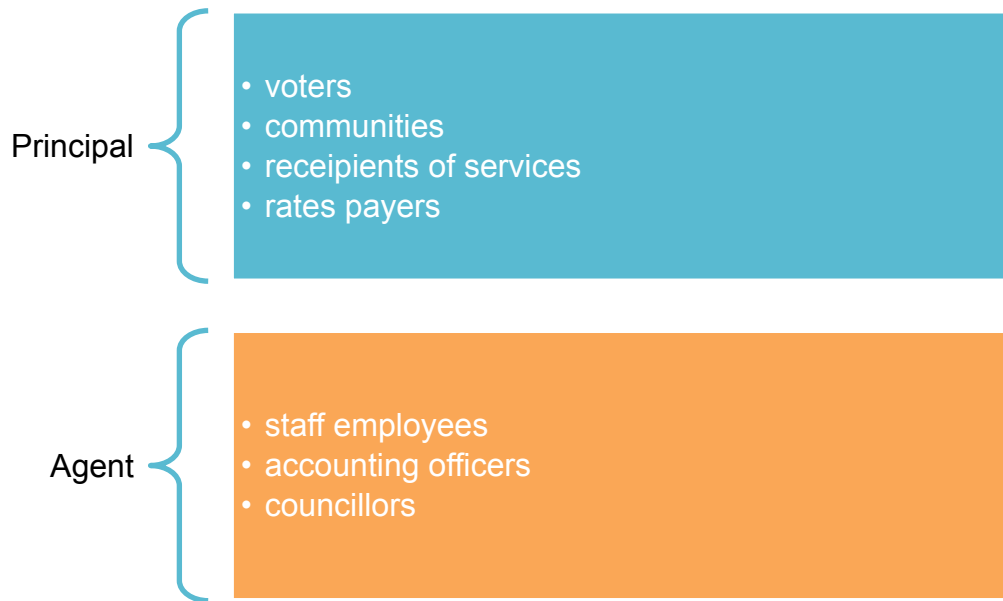 Principal
• voters
• communities
• receipients of services
• rates payers
Agent
• staff employees
• accounting officers
• councillors